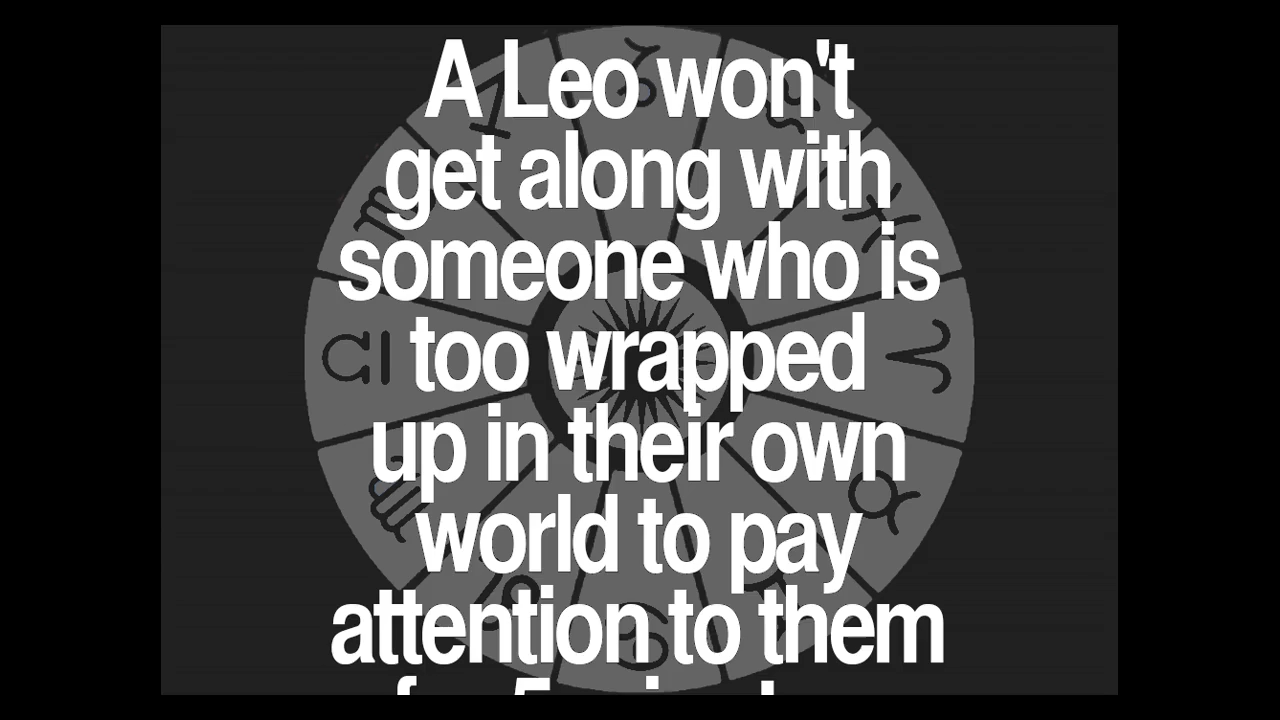 A Leo won't
get along with
someone who is
too wrapped
up in their own
world to pay
attention to them